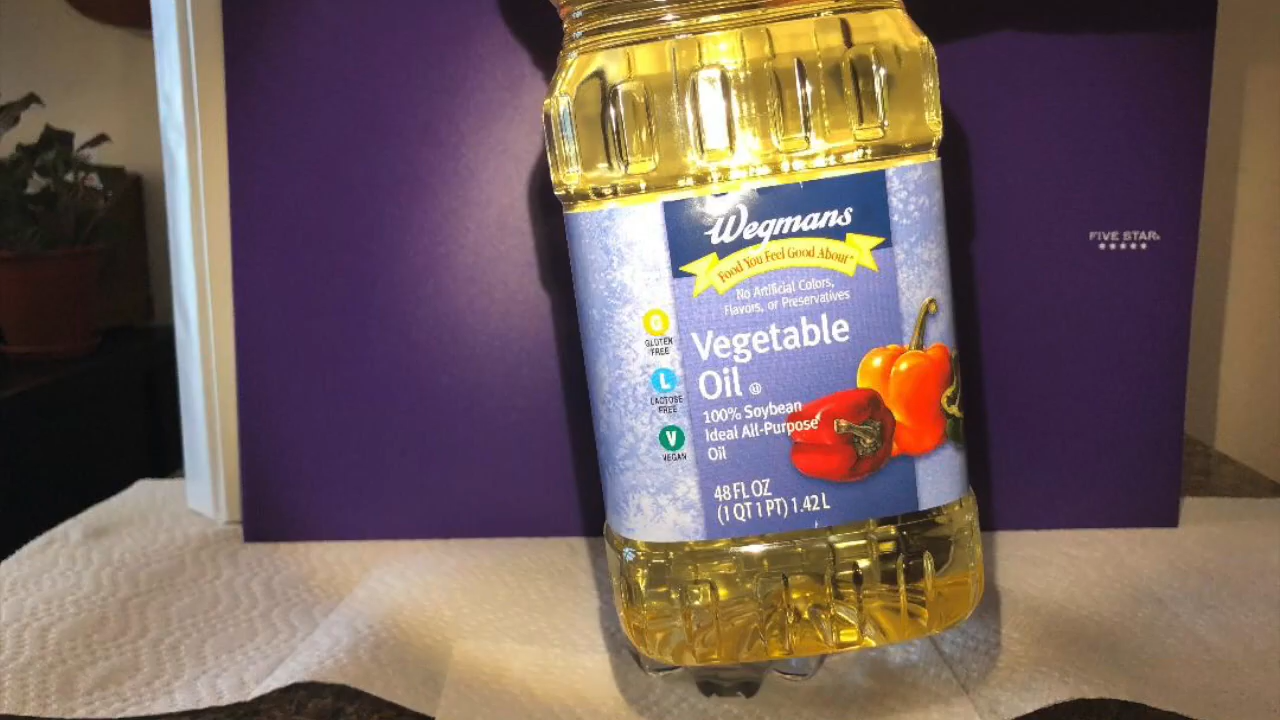 Wegmans
Food You Feel Good About
No Artificial Colors,
Flavors, or Preservatives
G
GLUTEN
FREE
L
LACTOSE
FREE
V
VEGAN
Vegetable
Oil
100% Soybean
Ideal All-Purpose
Oil
48 FL OZ
(1 QT 1 PT) 1.42 L
FIVE STAR